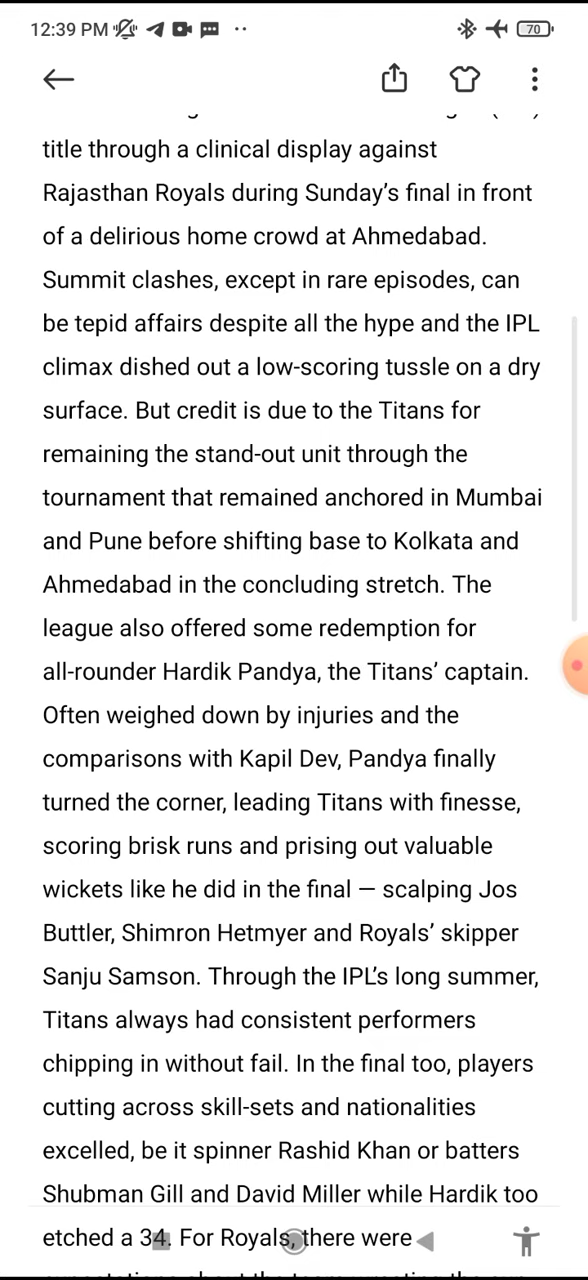 12:39 PM
70
title through a clinical display against
Rajasthan Royals during Sunday’s final in front
of a delirious home crowd at Ahmedabad.
Summit clashes, except in rare episodes, can
be tepid affairs despite all the hype and the IPL
climax dished out a low-scoring tussle on a dry
surface. But credit is due to the Titans for
remaining the stand-out unit through the
tournament that remained anchored in Mumbai
and Pune before shifting base to Kolkata and
Ahmedabad in the concluding stretch. The
league also offered some redemption for
all-rounder Hardik Pandya, the Titans’ captain.
Often weighed down by injuries and the
comparisons with Kapil Dev, Pandya finally
turned the corner, leading Titans with finesse,
scoring brisk runs and prising out valuable
wickets like he did in the final — scalping Jos
Buttler, Shimron Hetmyer and Royals’ skipper
Sanju Samson. Through the IPL’s long summer,
Titans always had consistent performers
chipping in without fail. In the final too, players
cutting across skill-sets and nationalities
excelled, be it spinner Rashid Khan or batters
Shubman Gill and David Miller while Hardik too
etched a 34. For Royals, there were